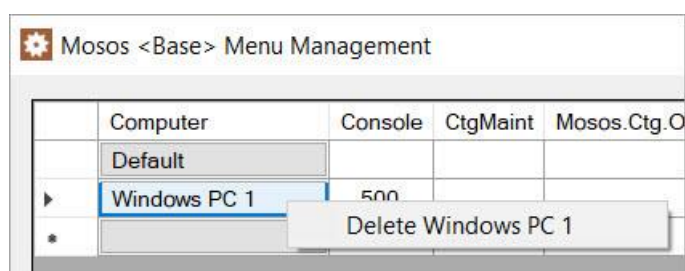 Mosos <Base> Menu Management
Computer Console CtgMaint Mosos.Ctg.O
Default
Windows PC 1 500
Delete Windows PC 1